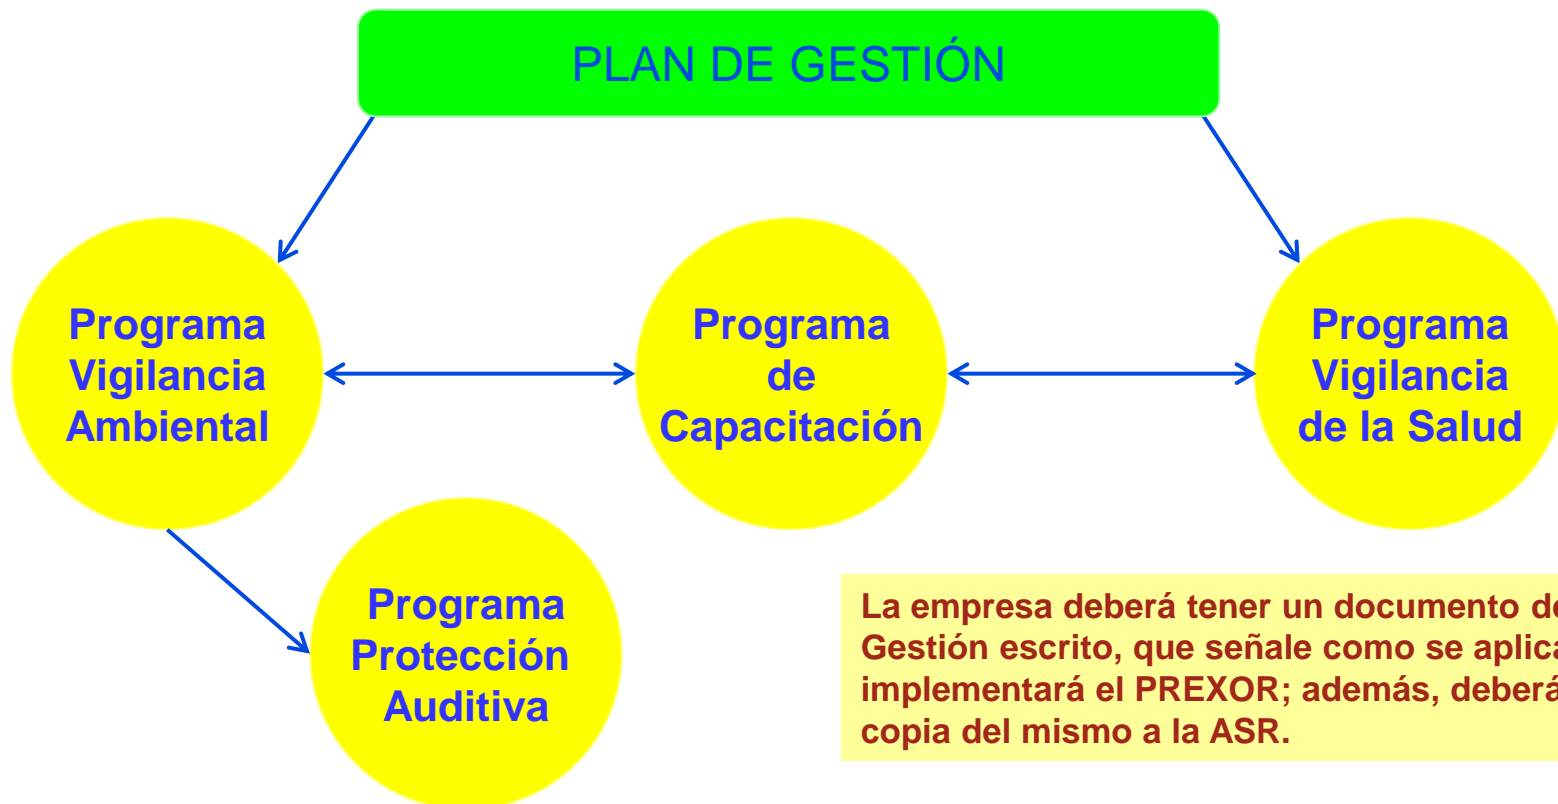 PLAN DE GESTIÓN
Programa
Vigilancia
Ambiental
Programa
de
Capacitación
Programa
Vigilancia
de la Salud
Programa
Protección
Auditiva
La empresa deberá tener un documento de
Gestión escrito, que señale como se aplica
implementará el PREXOR; además, deberá
copia del mismo a la ASR.